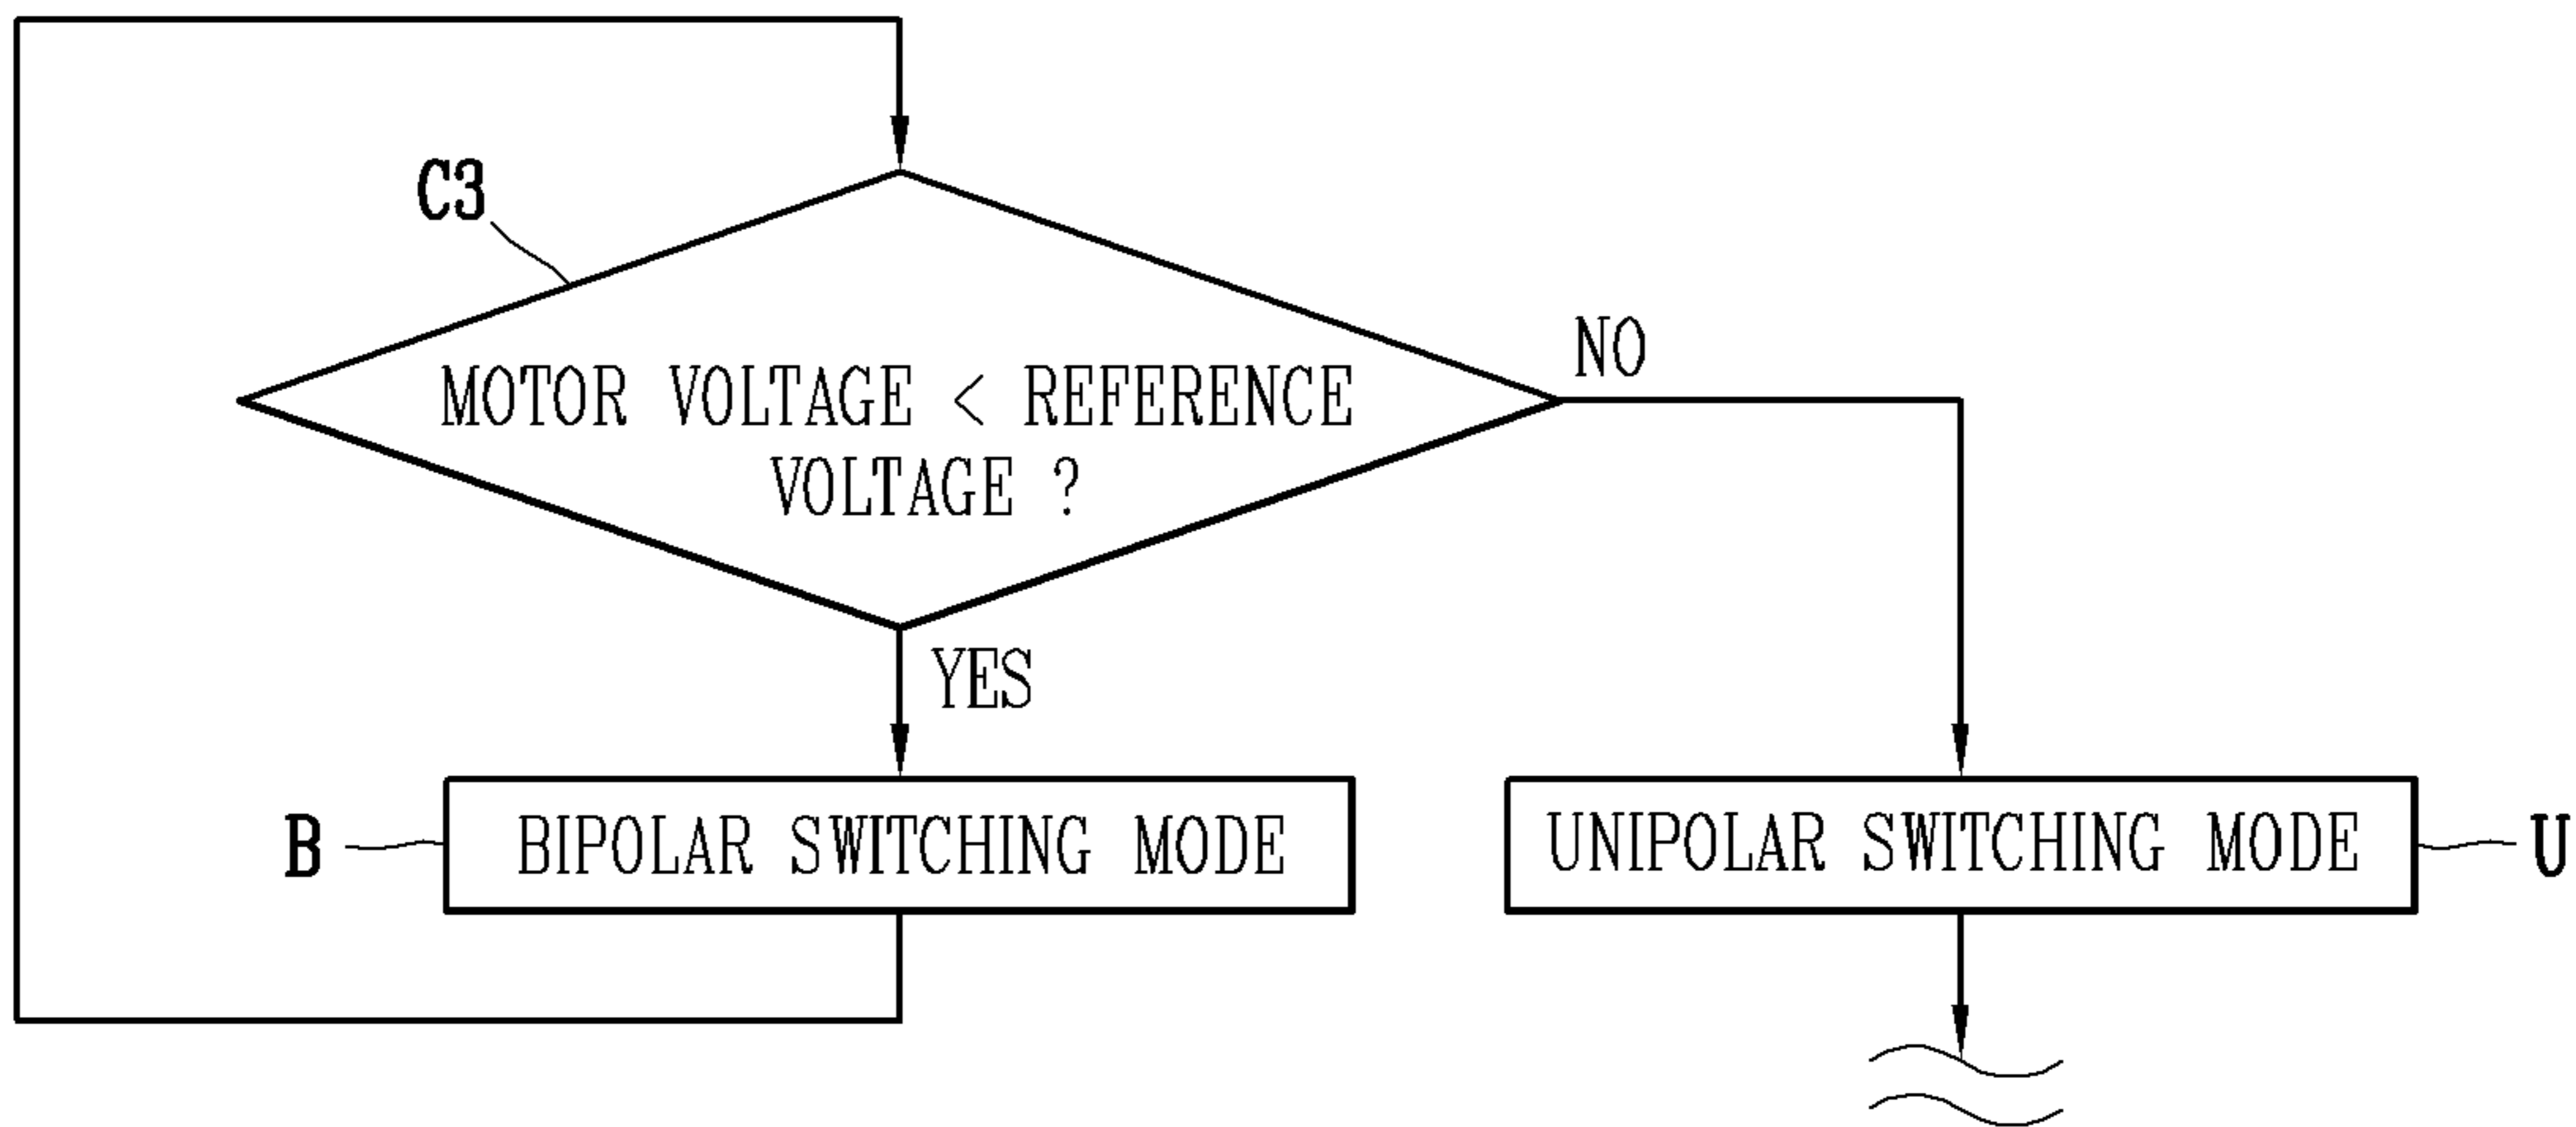 C3
MOTOR VOLTAGE < REFERENCE
VOLTAGE ?
NO
YES
B
BIPOLAR SWITCHING MODE
UNIPOLAR SWITCHING MODE
U